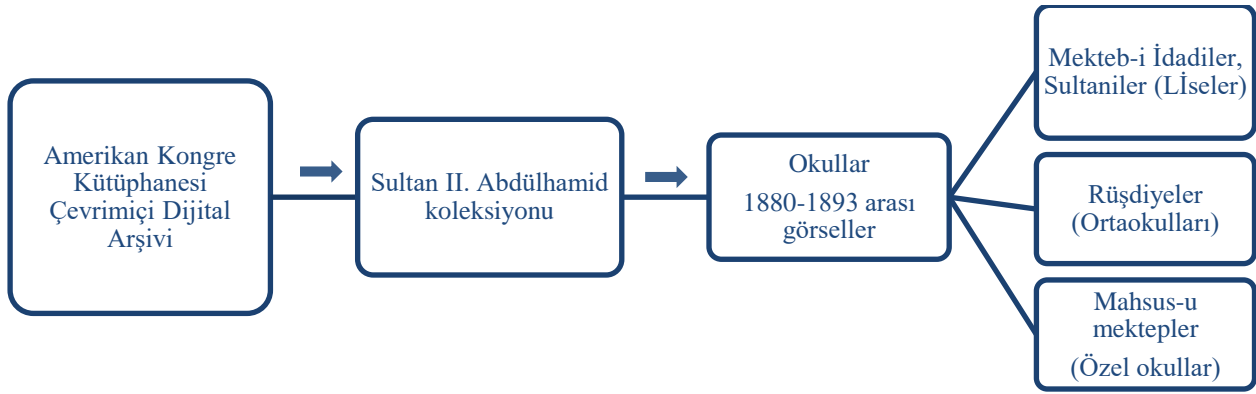 Amerikan Kongre
Kütüphanesi
Çevrimiçi Dijital
Arşivi
Sultan II. Abdülhamid
koleksiyonu
Okullar
1880-1893 arası
görseller
Mekteb-i İdadiler,
Sultaniler (Lİseler)
Rüşdiyeler
(Ortaokulları)
Mahsus-u
mektepler
(Özel okullar)